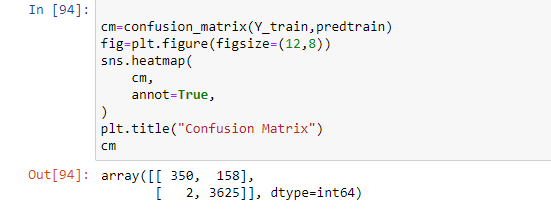 In [94]:
cm=confusion_matrix(Y_train,predtrain)
fig=plt.figure(figsize=(12,8))
sns.heatmap(
    cm,
    annot=True,
)
plt.title("Confusion Matrix")
cm
Out[94]: array([[ 350,  158],
       [   2, 3625]], dtype=int64)